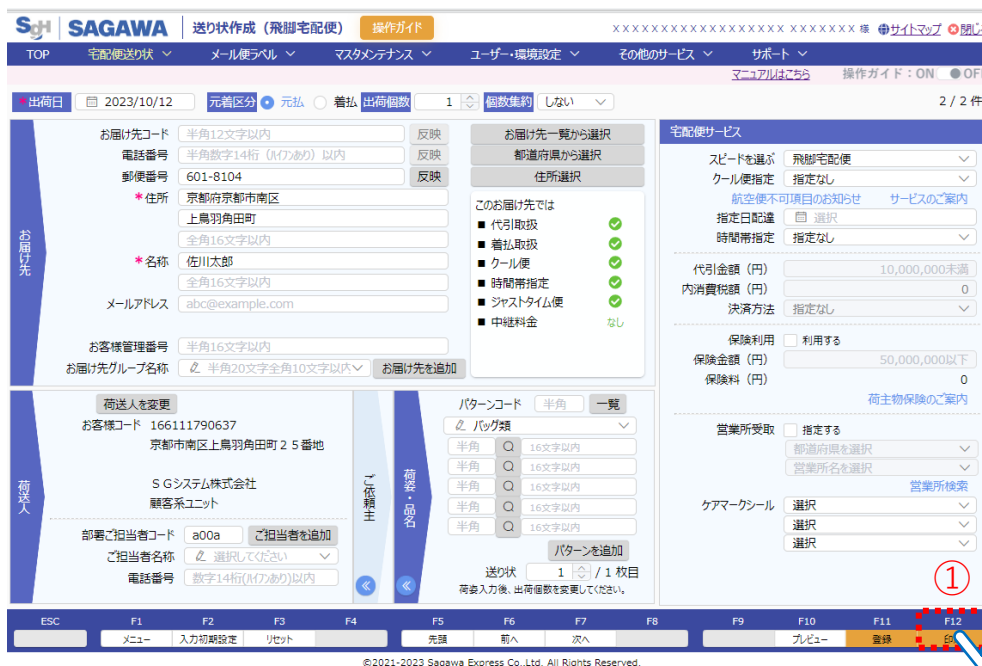 SGH SAGAWA 送り状作成（飛脚宅配便） 操作ガイド XXXXXXXXXXXXXXXXXX XXXXXXX 様 サイトマップ 閉じ
TOP 宅配便送り状 メール便ラベル マスタメンテナンス ユーザー・環境設定 その他のサービス サポート
マニュアルはこちら 操作ガイド：ON OFF
*出荷日 2023/10/12 元着区分 元払 着払 出荷個数 1 個数集約 しない 2 / 2 件
お届け先
お届け先コード 半角12文字以内 反映
電話番号 半角数字14桁（ハイフンあり）以内 反映
郵便番号 601-8104 反映
*住所 京都府京都市南区
上鳥羽角田町
全角16文字以内
*名称 佐川太郎
全角16文字以内
メールアドレス abc@example.com
お客様管理番号 半角16文字以内
お届け先グループ名称 半角20文字全角10文字以内 お届け先を追加
お届け先一覧から選択
都道府県から選択
住所選択
このお届け先では
■ 代引取扱
■ 着払取扱
■ クール便
■ 時間帯指定
■ ジャストタイム便
■ 中継料金 なし
宅配便サービス
スピードを選ぶ 飛脚宅配便
クール便指定 指定なし
航空便不可項目のお知らせ サービスのご案内
指定日配達 選択
時間帯指定 指定なし
代引金額（円） 10,000,000未満
内消費税額（円） 0
決済方法 指定なし
保険利用 利用する
保険金額（円） 50,000,000以下
保険料（円） 0
荷主物保険のご案内
営業所受取 指定する
都道府県を選択
営業所名を選択
営業所検索
ケアマークシール 選択
選択
選択
荷送人
荷送人を変更
お客様コード 166111790637
京都市南区上鳥羽角田町２５番地
ＳＧシステム株式会社
顧客系ユニット
部署ご担当者コード a00a ご担当者を追加
ご担当者名称 選択してください
電話番号 数字14桁(ハイフンあり)以内
ご依頼主
荷姿・品名
パターンコード 半角 一覧
バッグ類
半角 16文字以内
半角 16文字以内
半角 16文字以内
半角 16文字以内
半角 16文字以内
パターンを追加
送り状 1 / 1 枚目
荷姿入力後、出荷個数を変更してください。
①
ESC F1 F2 F3 F4 F5 F6 F7 F8 F9 F10 F11 F12
メニュー 入力初期設定 リセット 先頭 前へ 次へ プレビュー 登録
©2021-2023 Sagawa Express Co.,Ltd. All Rights Reserved.